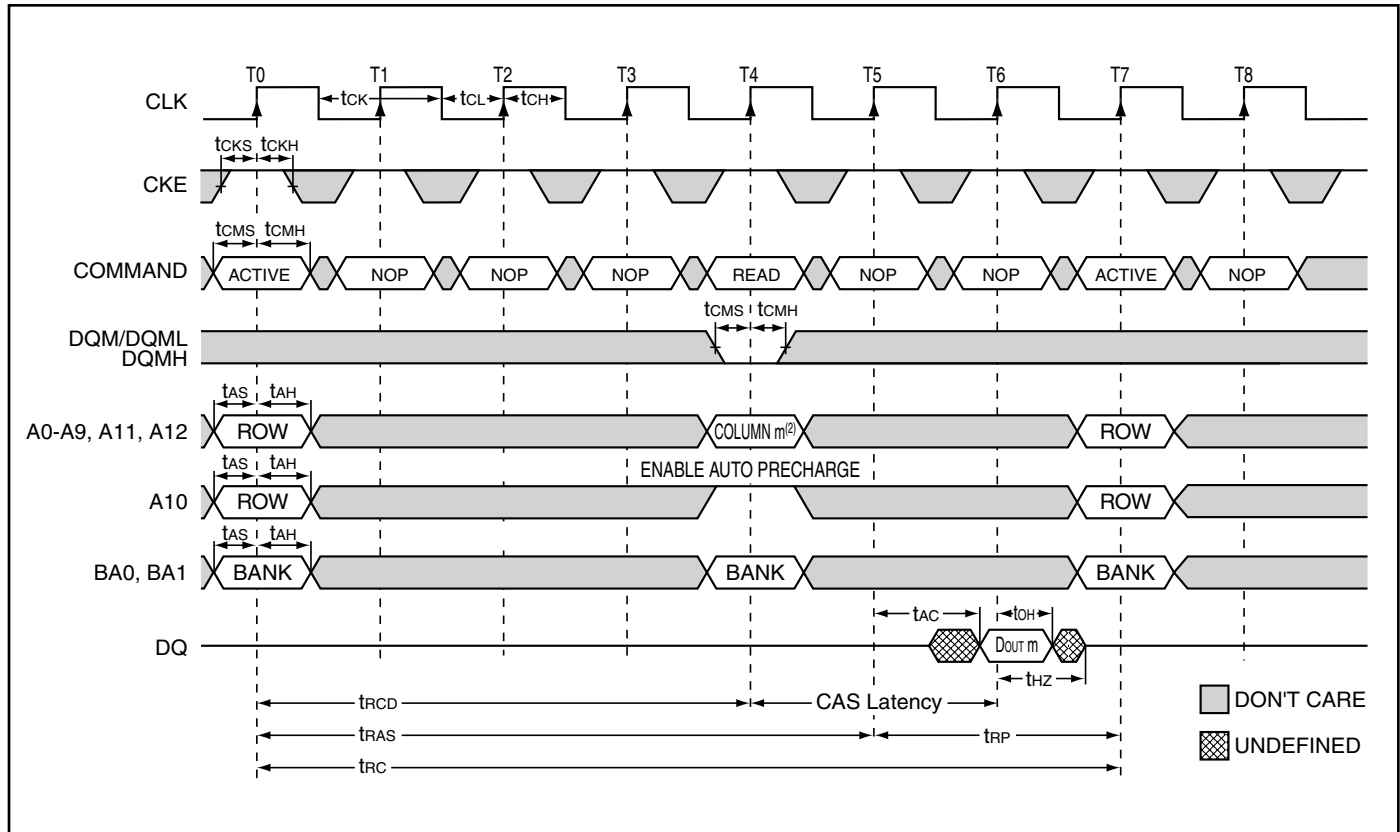 T0 T1 T2 T3 T4 T5 T6 T7 T8
CLK
tCK tCL tCH
tCKS tCKH
CKE
tCMS tCMH
COMMAND ACTIVE NOP NOP NOP READ NOP NOP ACTIVE NOP
tCMS tCMH
DQM/DQML
DQMH
tAS tAH
A0-A9, A11, A12 ROW COLUMN m(2) ROW
tAS tAH ENABLE AUTO PRECHARGE
A10 ROW ROW
tAS tAH
BA0, BA1 BANK BANK BANK
tAC tOH
DQ DOUT m
tHZ
tRCD CAS Latency
tRAS tRP
tRC
DON'T CARE
UNDEFINED